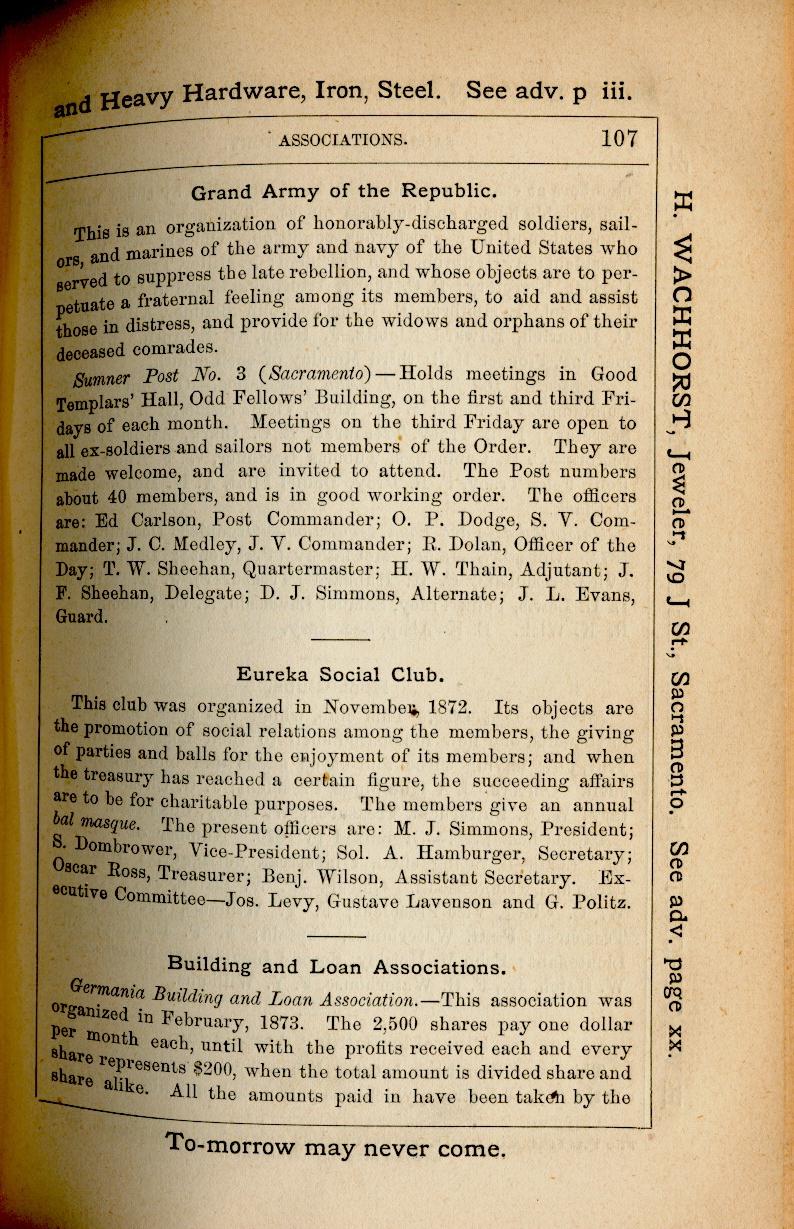 and Heavy Hardware, Iron, Steel. See adv. p iii.
ASSOCIATIONS. 107
Grand Army of the Republic.
This is an organization of honorably-discharged soldiers, sail-
ors, and marines of the army and navy of the United States who
served to suppress the late rebellion, and whose objects are to per-
petuate a fraternal feeling among its members, to aid and assist
those in distress, and provide for the widows and orphans of their
deceased comrades.
Sumner Post No. 3 (Sacramento)—Holds meetings in Good
Templars' Hall, Odd Fellows' Building, on the first and third Fri-
days of each month. Meetings on the third Friday are open to
all ex-soldiers and sailors not members of the Order. They are
made welcome, and are invited to attend. The Post numbers
about 40 members, and is in good working order. The officers
are: Ed Carlson, Post Commander; O. P. Dodge, S. V. Com-
mander; J. C. Medley, J. V. Commander; R. Dolan, Officer of the
Day; T. W. Sheehan, Quartermaster; H. W. Thain, Adjutant; J.
F. Sheehan, Delegate; D. J. Simmons, Alternate; J. L. Evans,
Guard.
Eureka Social Club.
This club was organized in November, 1872. Its objects are
the promotion of social relations among the members, the giving
of parties and balls for the enjoyment of its members; and when
the treasury has reached a certain figure, the succeeding affairs
are to be for charitable purposes. The members give an annual
bal masque. The present officers are: M. J. Simmons, President;
S. Dombrower, Vice-President; Sol. A. Hamburger, Secretary;
Oscar Ross, Treasurer; Benj. Wilson, Assistant Secretary. Ex-
ecutive Committee—Jos. Levy, Gustave Lavenson and G. Politz.
Building and Loan Associations.
Germania Building and Loan Association.—This association was
organized in February, 1873. The 2,500 shares pay one dollar
per month each, until with the profits received each and every
share represents $200, when the total amount is divided share and
share alike. All the amounts paid in have been taken by the
To-morrow may never come.
H. WACHHORST, Jeweler, 79 J St., Sacramento. See adv. page xx.